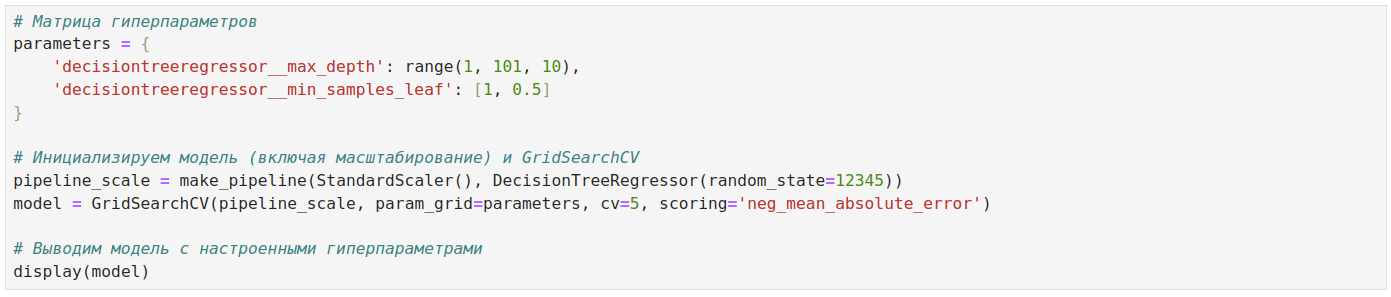 # Матрица гиперпараметров
parameters = {
    'decisiontreeregressor__max_depth': range(1, 101, 10),
    'decisiontreeregressor__min_samples_leaf': [1, 0.5]
}

# Инициализируем модель (включая масштабирование) и GridSearchCV
pipeline_scale = make_pipeline(StandardScaler(), DecisionTreeRegressor(random_state=12345))
model = GridSearchCV(pipeline_scale, param_grid=parameters, cv=5, scoring='neg_mean_absolute_error')

# Выводим модель с настроенными гиперпараметрами
display(model)